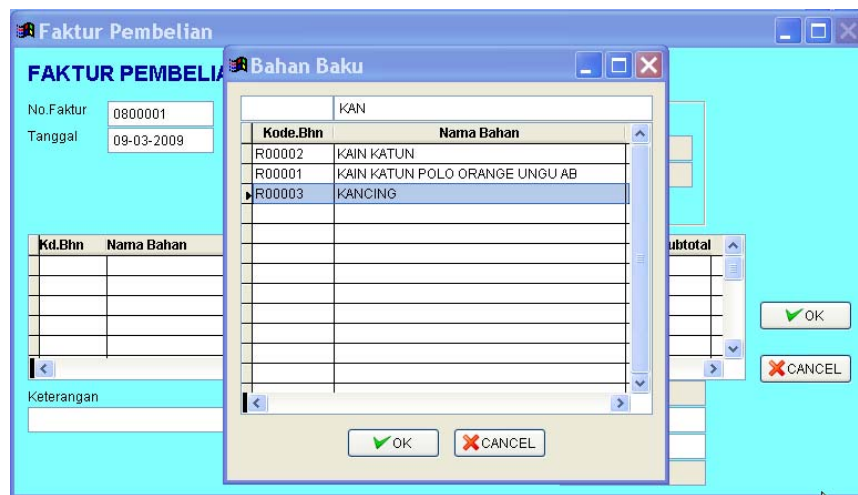 Faktur Pembelian
FAKTUR PEMBELIA
No.Faktur 0800001
Tanggal 09-03-2009
Kd.Bhn Nama Bahan ubtotal
OK
CANCEL
Keterangan
Bahan Baku
KAN
Kode.Bhn Nama Bahan
R00002 KAIN KATUN
R00001 KAIN KATUN POLO ORANGE UNGU AB
R00003 KANCING
OK CANCEL